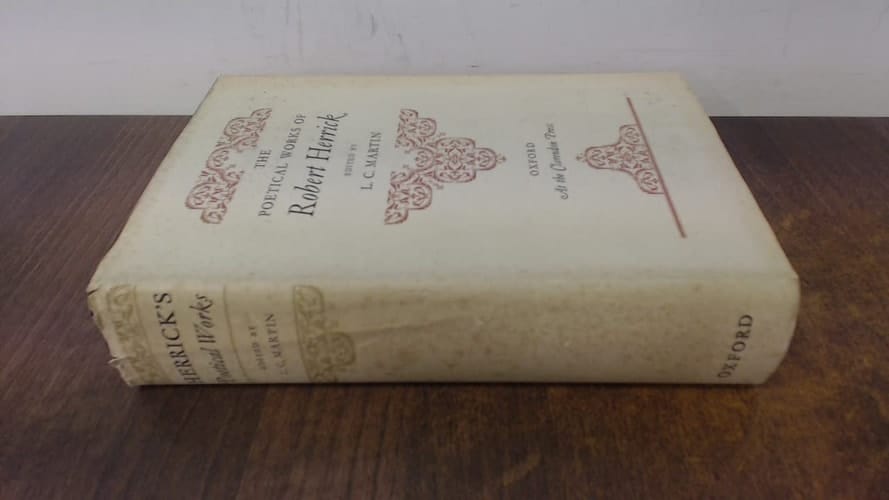 THE
POETICAL WORKS OF
Robert Herrick
EDITED BY
L. C. MARTIN
OXFORD
At the Clarendon Press
HERRICK'S
Poetical Works
EDITED BY
L. C. MARTIN
OXFORD